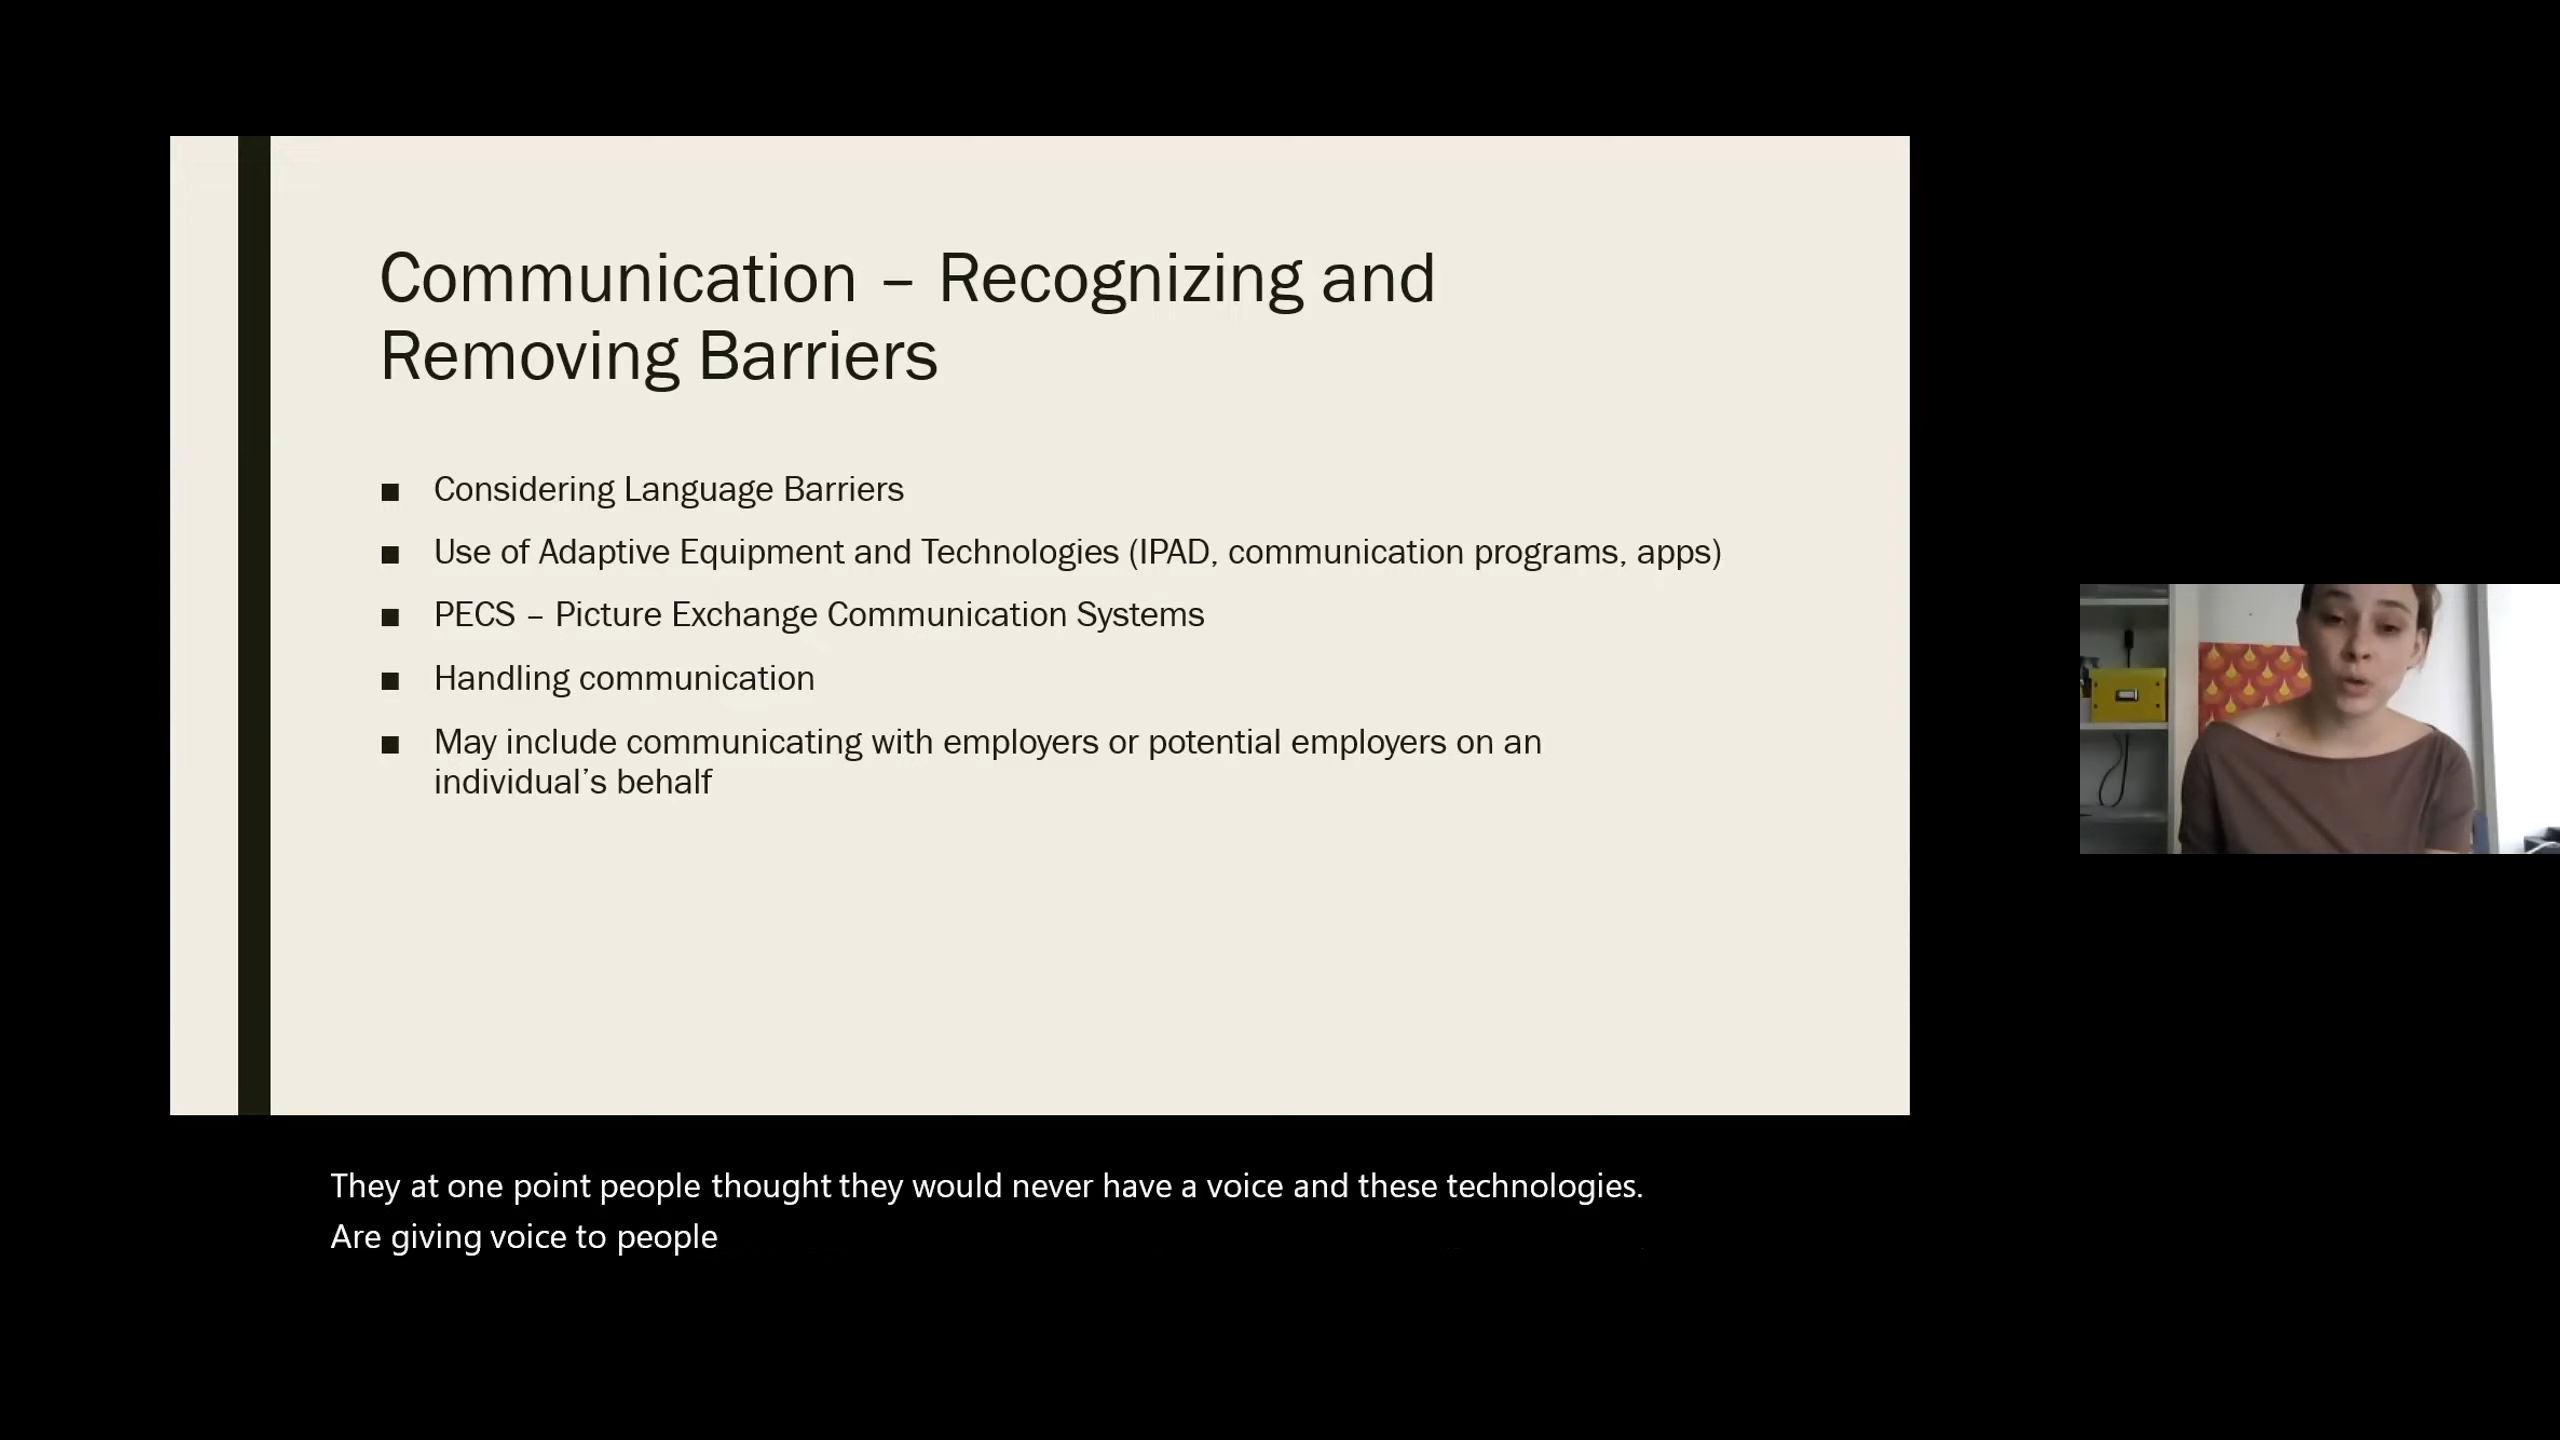 Communication – Recognizing and
Removing Barriers
■ Considering Language Barriers
■ Use of Adaptive Equipment and Technologies (IPAD, communication programs, apps)
■ PECS – Picture Exchange Communication Systems
■ Handling communication
■ May include communicating with employers or potential employers on an
individual’s behalf
They at one point people thought they would never have a voice and these technologies.
Are giving voice to people